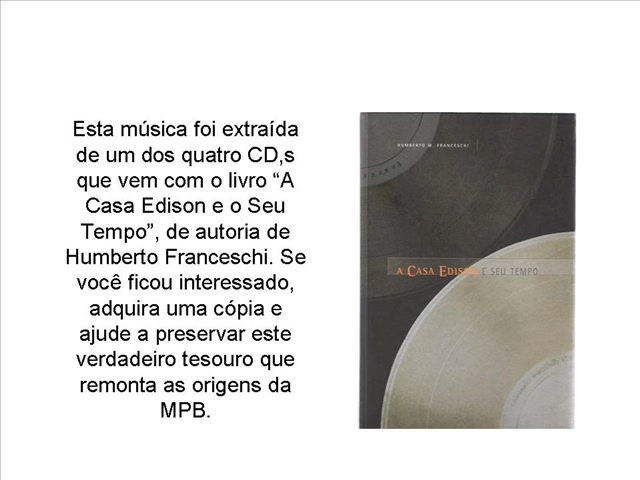 Esta música foi extraída
de um dos quatro CD,s
que vem com o livro “A
Casa Edison e o Seu
Tempo”, de autoria de
Humberto Franceschi. Se
você ficou interessado,
adquira uma cópia e
ajude a preservar este
verdadeiro tesouro que
remonta as origens da
MPB.
HUMBERTO M. FRANCESCHI
A CASA EDISON E SEU TEMPO